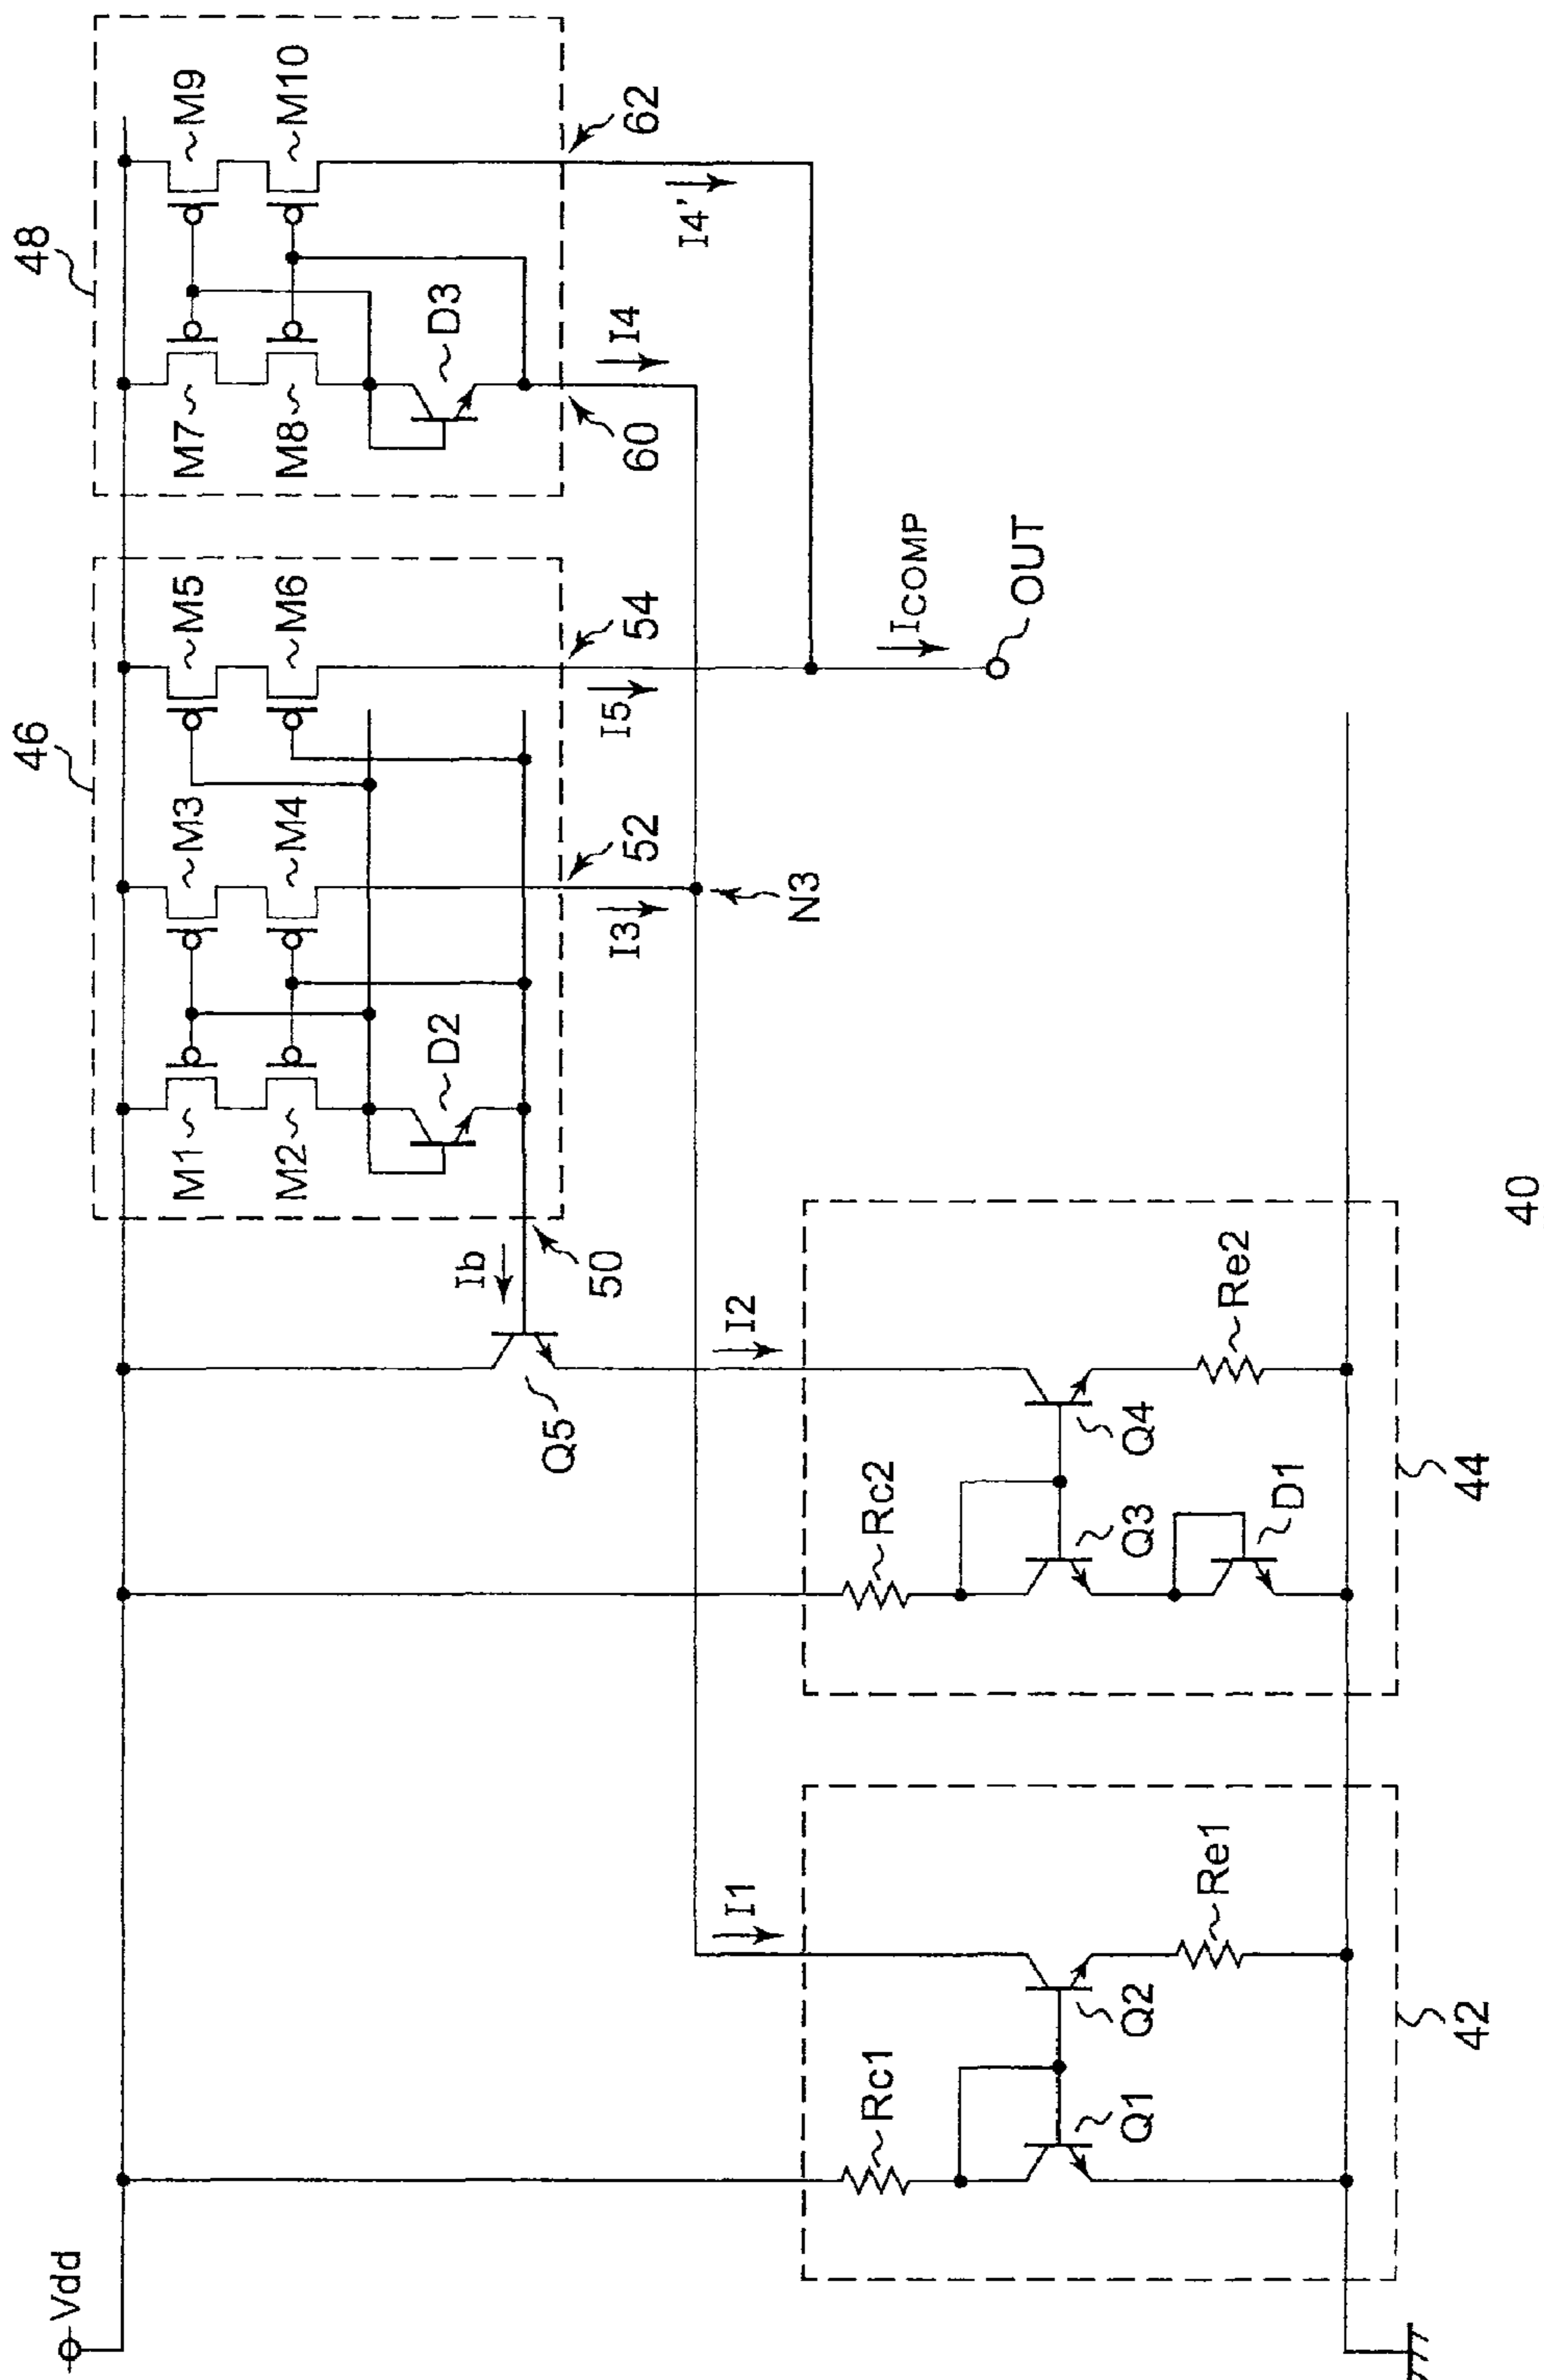 Vdd
46
48
M1
M2
M3
M4
M5
M6
M7
M8
M9
M10
D2
D3
Ib
50
52
54
60
62
I3
I5
I4
I4'
N3
Q5
I1
I2
ICOMP
OUT
Rc1
Q1
Q2
Re1
42
Rc2
Q3
D1
Q4
Re2
44
40